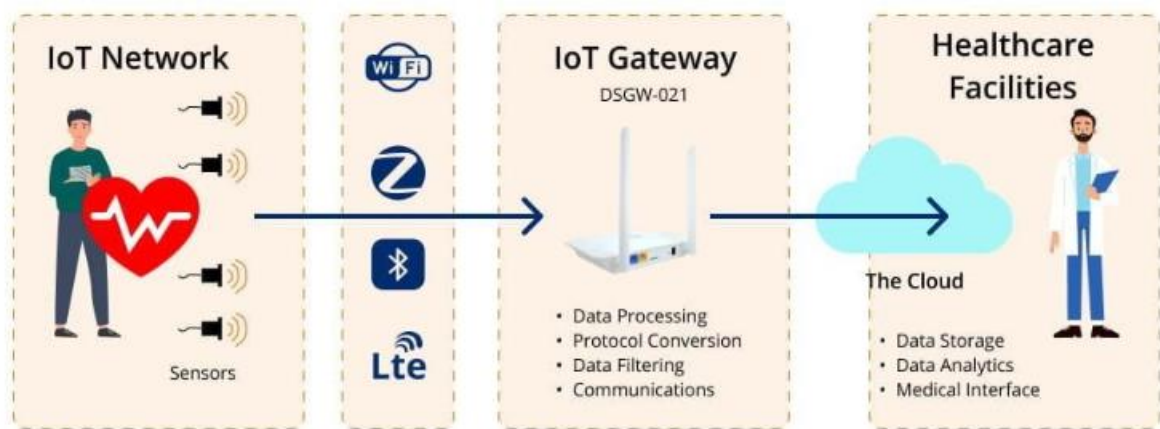 IoT Network
Sensors
Wi Fi
Z
Lte
IoT Gateway
DSGW-021
• Data Processing
• Protocol Conversion
• Data Filtering
• Communications
Healthcare
Facilities
The Cloud
• Data Storage
• Data Analytics
• Medical Interface